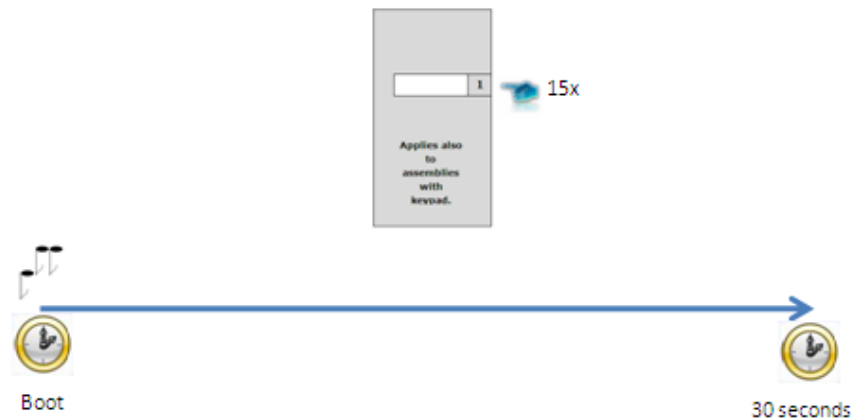 1
15x
Applies also
to
assemblies
with
keypad.
Boot
30 seconds